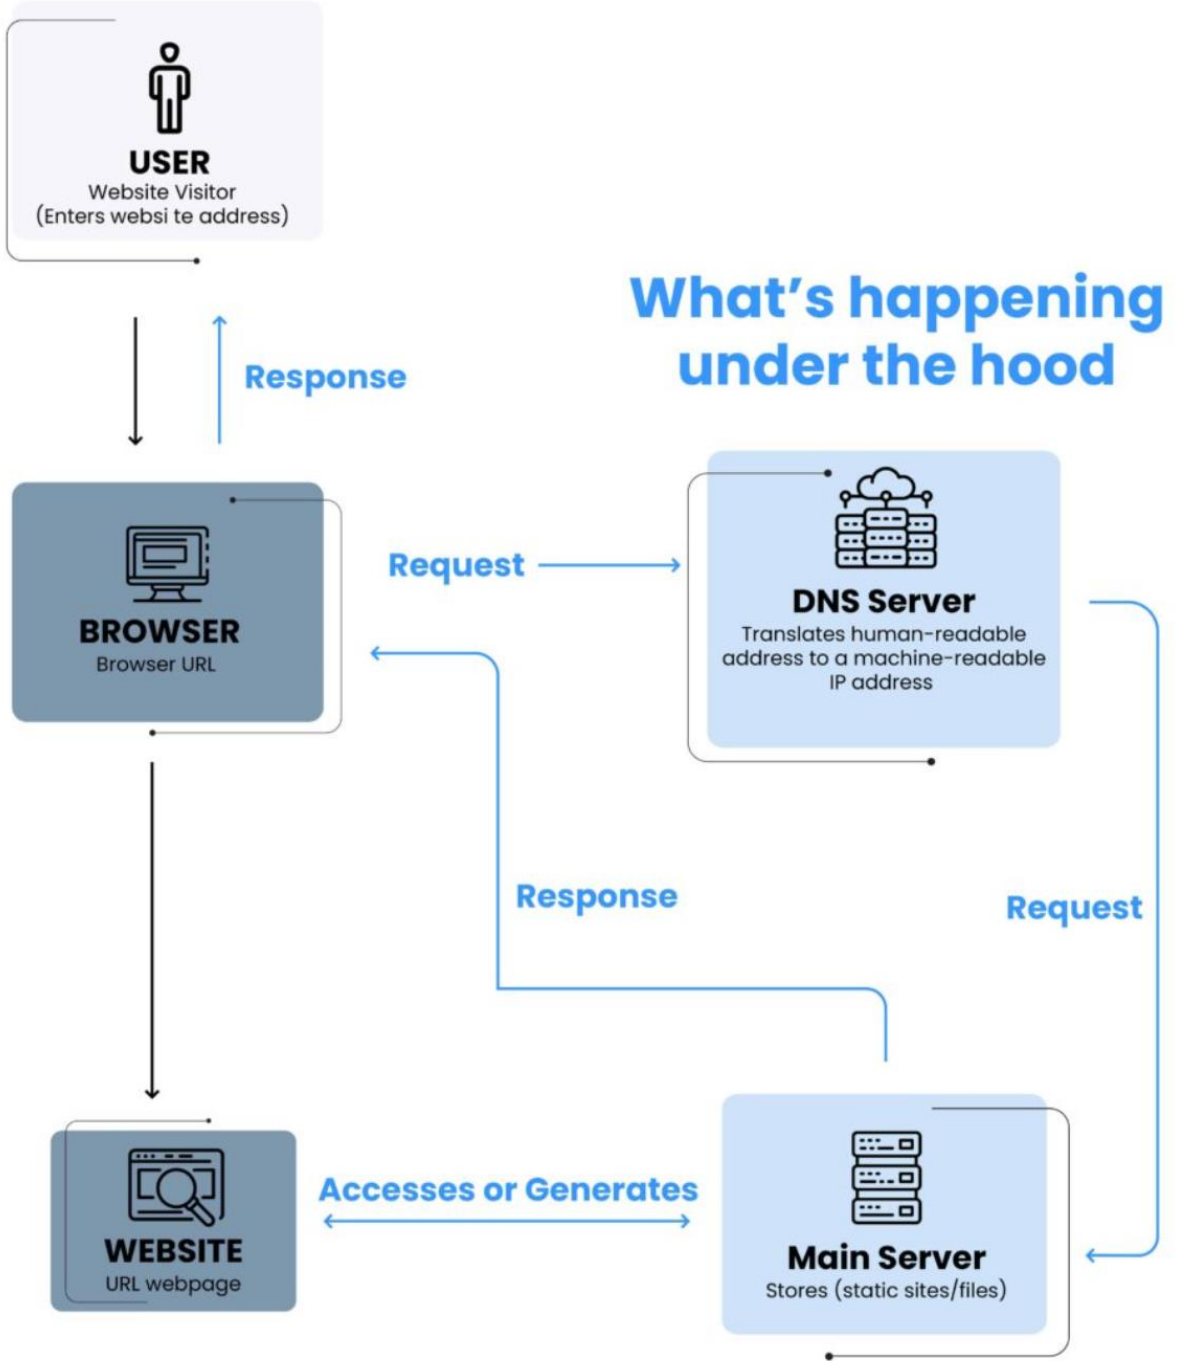 USER
Website Visitor
(Enters websi te address)
What's happening
under the hood
Response
BROWSER
Browser URL
Request
DNS Server
Translates human-readable
address to a machine-readable
IP address
Response
Request
WEBSITE
URL webpage
Accesses or Generates
Main Server
Stores (static sites/files)